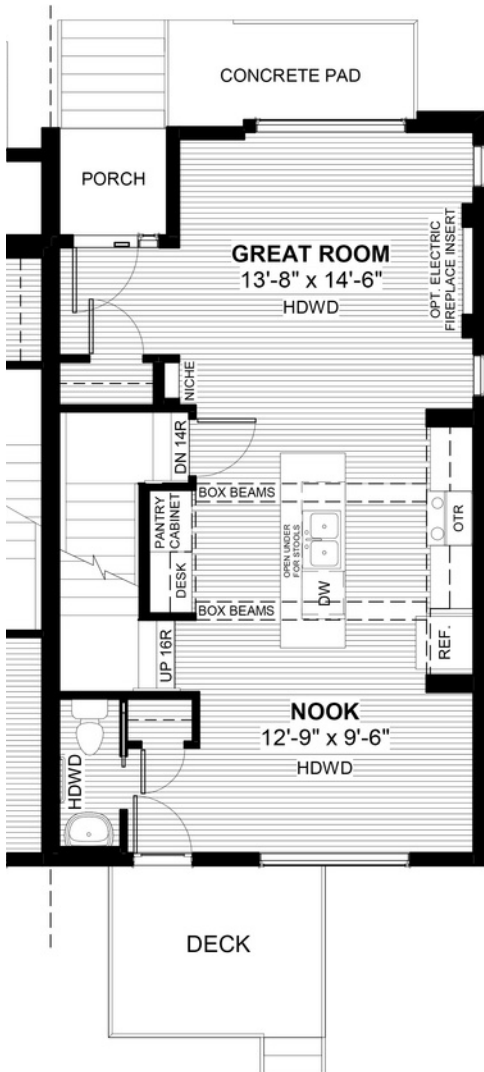 CONCRETE PAD
PORCH
GREAT ROOM
13'-8" x 14'-6"
HDWD
OPT. ELECTRIC
FIREPLACE INSERT
NICHE
DN 14R
BOX BEAMS
PANTRY
CABINET
DESK
OPEN UNDER
FOR STOOLS
DW
OTR
BOX BEAMS
REF.
UP 16R
NOOK
12'-9" x 9'-6"
HDWD
HDWD
DECK